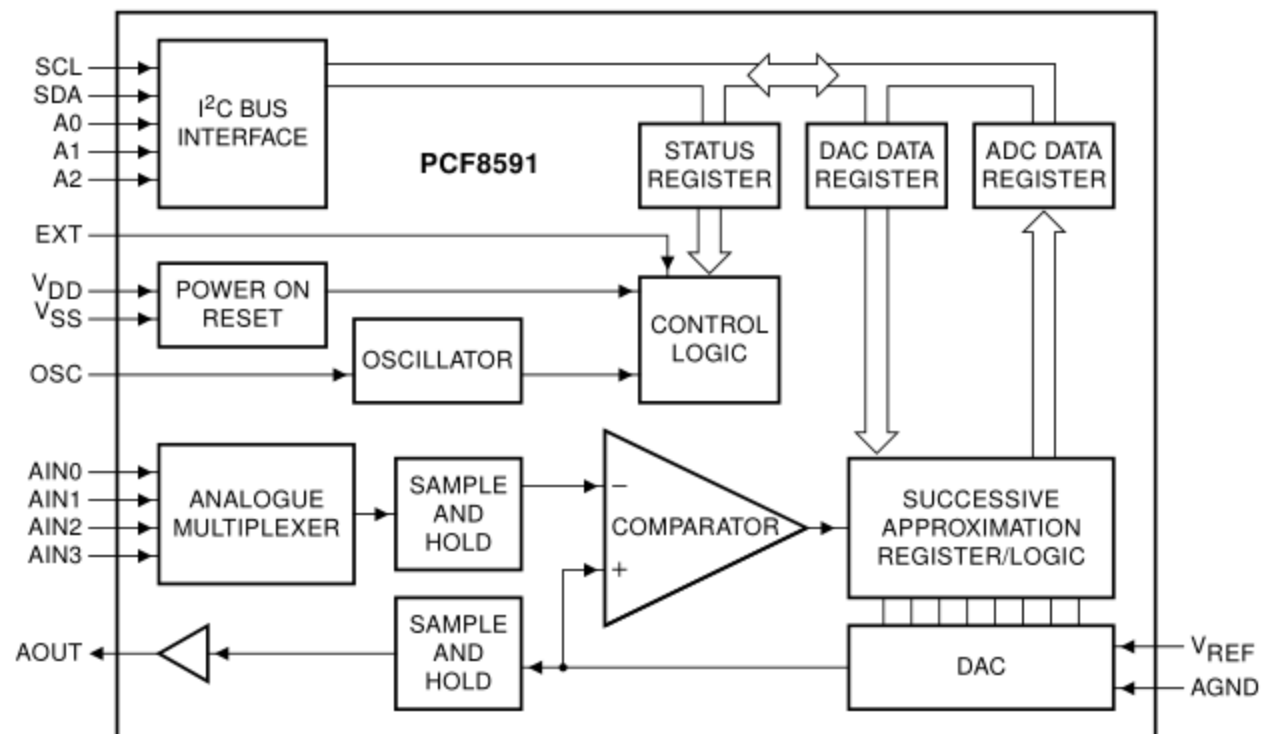 SCL
SDA
A0
A1
A2
I²C BUS
INTERFACE
PCF8591
STATUS
REGISTER
DAC DATA
REGISTER
ADC DATA
REGISTER
EXT
VDD
VSS
POWER ON
RESET
OSC
OSCILLATOR
CONTROL
LOGIC
AIN0
AIN1
AIN2
AIN3
ANALOGUE
MULTIPLEXER
SAMPLE
AND
HOLD
−
COMPARATOR
+
SUCCESSIVE
APPROXIMATION
REGISTER/LOGIC
AOUT
SAMPLE
AND
HOLD
DAC
VREF
AGND